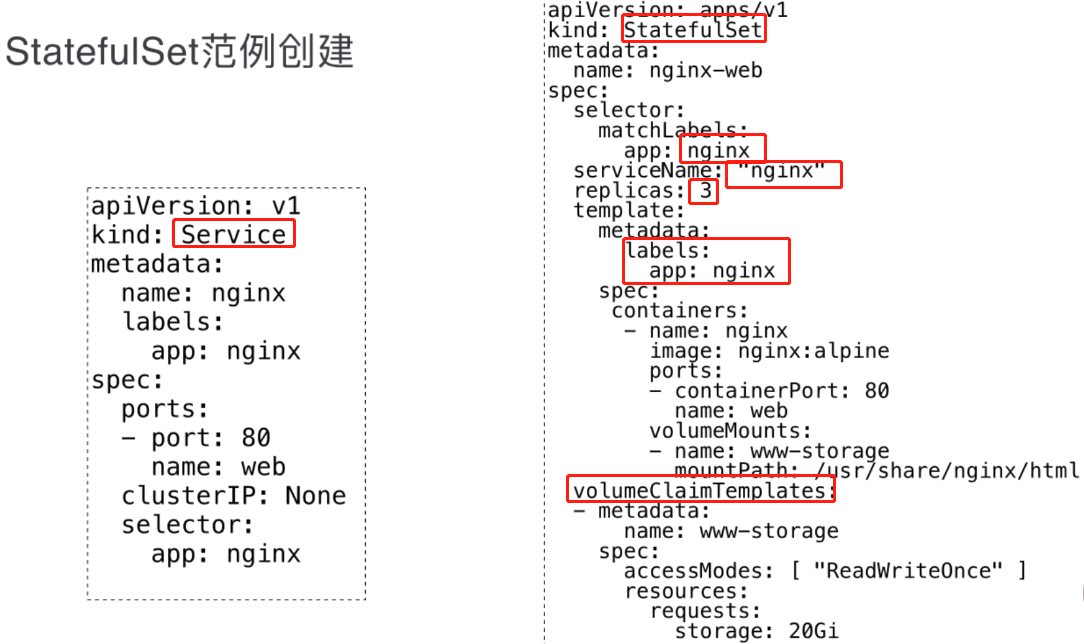 StatefulSet范例创建
apiVersion: v1
kind: Service
metadata:
  name: nginx
  labels:
    app: nginx
spec:
  ports:
  - port: 80
    name: web
  clusterIP: None
  selector:
    app: nginx
apiVersion: apps/v1
kind: StatefulSet
metadata:
  name: nginx-web
spec:
  selector:
    matchLabels:
      app: nginx
  serviceName: "nginx"
  replicas: 3
  template:
    metadata:
      labels:
        app: nginx
    spec:
     containers:
      - name: nginx
        image: nginx:alpine
        ports:
        - containerPort: 80
          name: web
        volumeMounts:
        - name: www-storage
          mountPath: /usr/share/nginx/html
  volumeClaimTemplates:
  - metadata:
      name: www-storage
    spec:
      accessModes: [ "ReadWriteOnce" ]
      resources:
        requests:
          storage: 20Gi